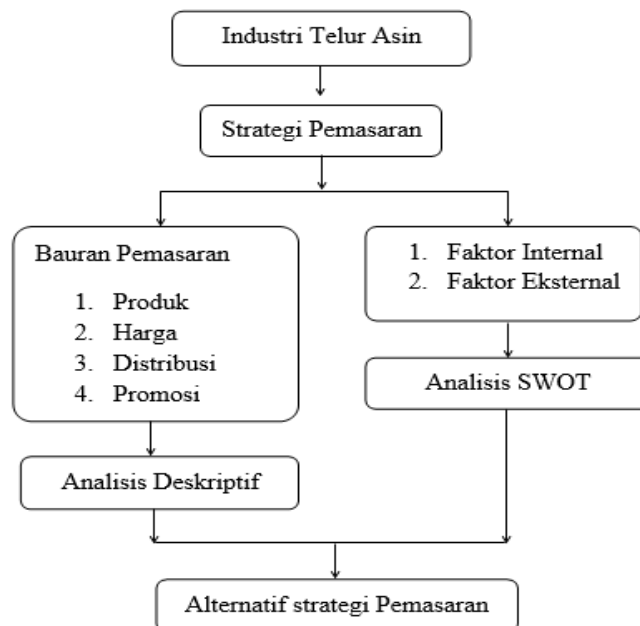 Industri Telur Asin
Strategi Pemasaran
Bauran Pemasaran
1. Produk
2. Harga
3. Distribusi
4. Promosi
1. Faktor Internal
2. Faktor Eksternal
Analisis SWOT
Analisis Deskriptif
Alternatif strategi Pemasaran